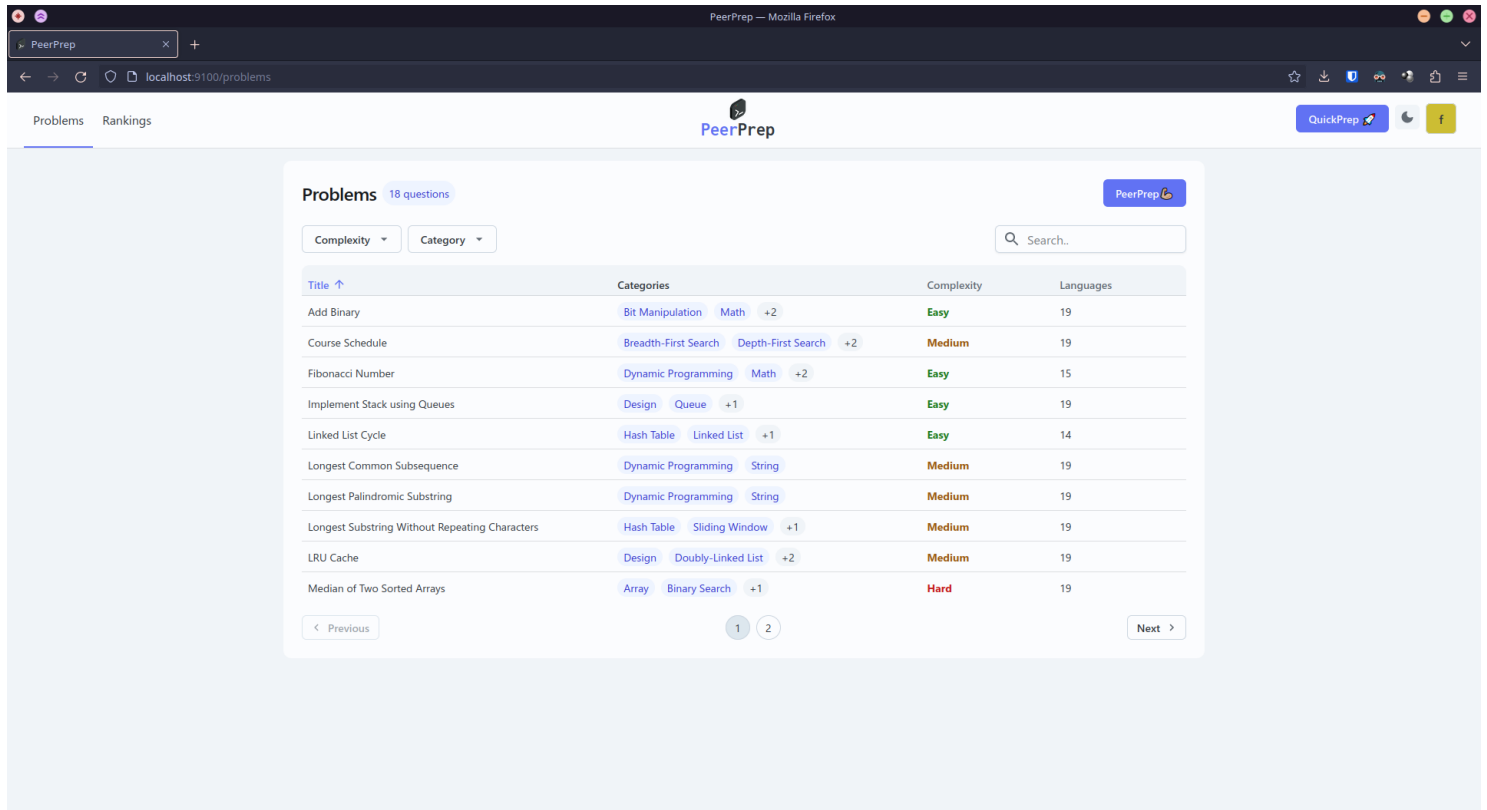 PeerPrep — Mozilla Firefox
PeerPrep
localhost:9100/problems
Problems Rankings
PeerPrep
QuickPrep 🚀
f
Problems 18 questions
PeerPrep 💪
Complexity Category
Search..
Title ↑ Categories Complexity Languages
Add Binary Bit Manipulation Math +2 Easy 19
Course Schedule Breadth-First Search Depth-First Search +2 Medium 19
Fibonacci Number Dynamic Programming Math +2 Easy 15
Implement Stack using Queues Design Queue +1 Easy 19
Linked List Cycle Hash Table Linked List +1 Easy 14
Longest Common Subsequence Dynamic Programming String Medium 19
Longest Palindromic Substring Dynamic Programming String Medium 19
Longest Substring Without Repeating Characters Hash Table Sliding Window +1 Medium 19
LRU Cache Design Doubly-Linked List +2 Medium 19
Median of Two Sorted Arrays Array Binary Search +1 Hard 19
Previous 1 2 Next